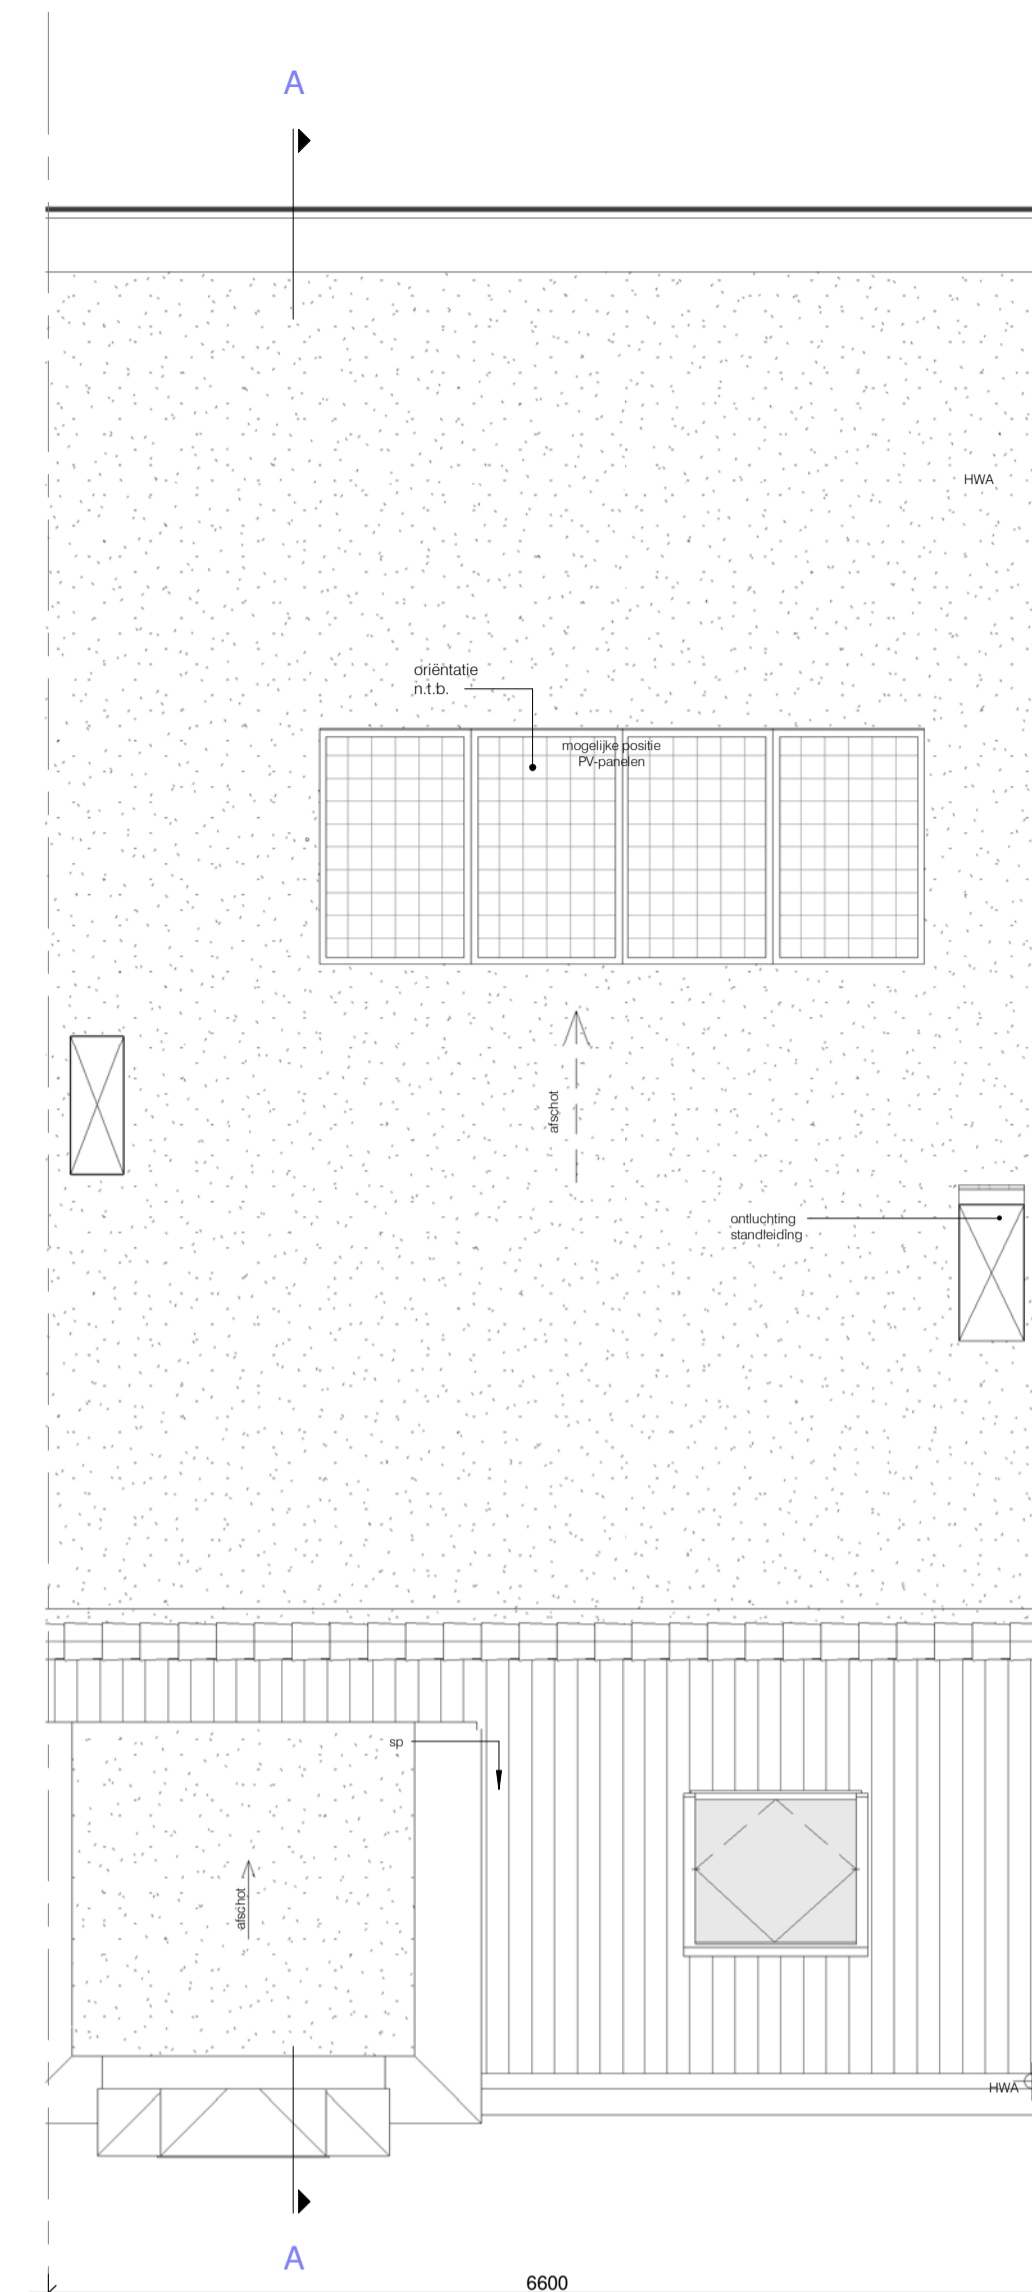 A
HWA
oriëntatie
n.t.b.
mogelijke positie
PV-panelen
afschot
ontluchting
standleiding
sp
afschot
HWA
A
6600